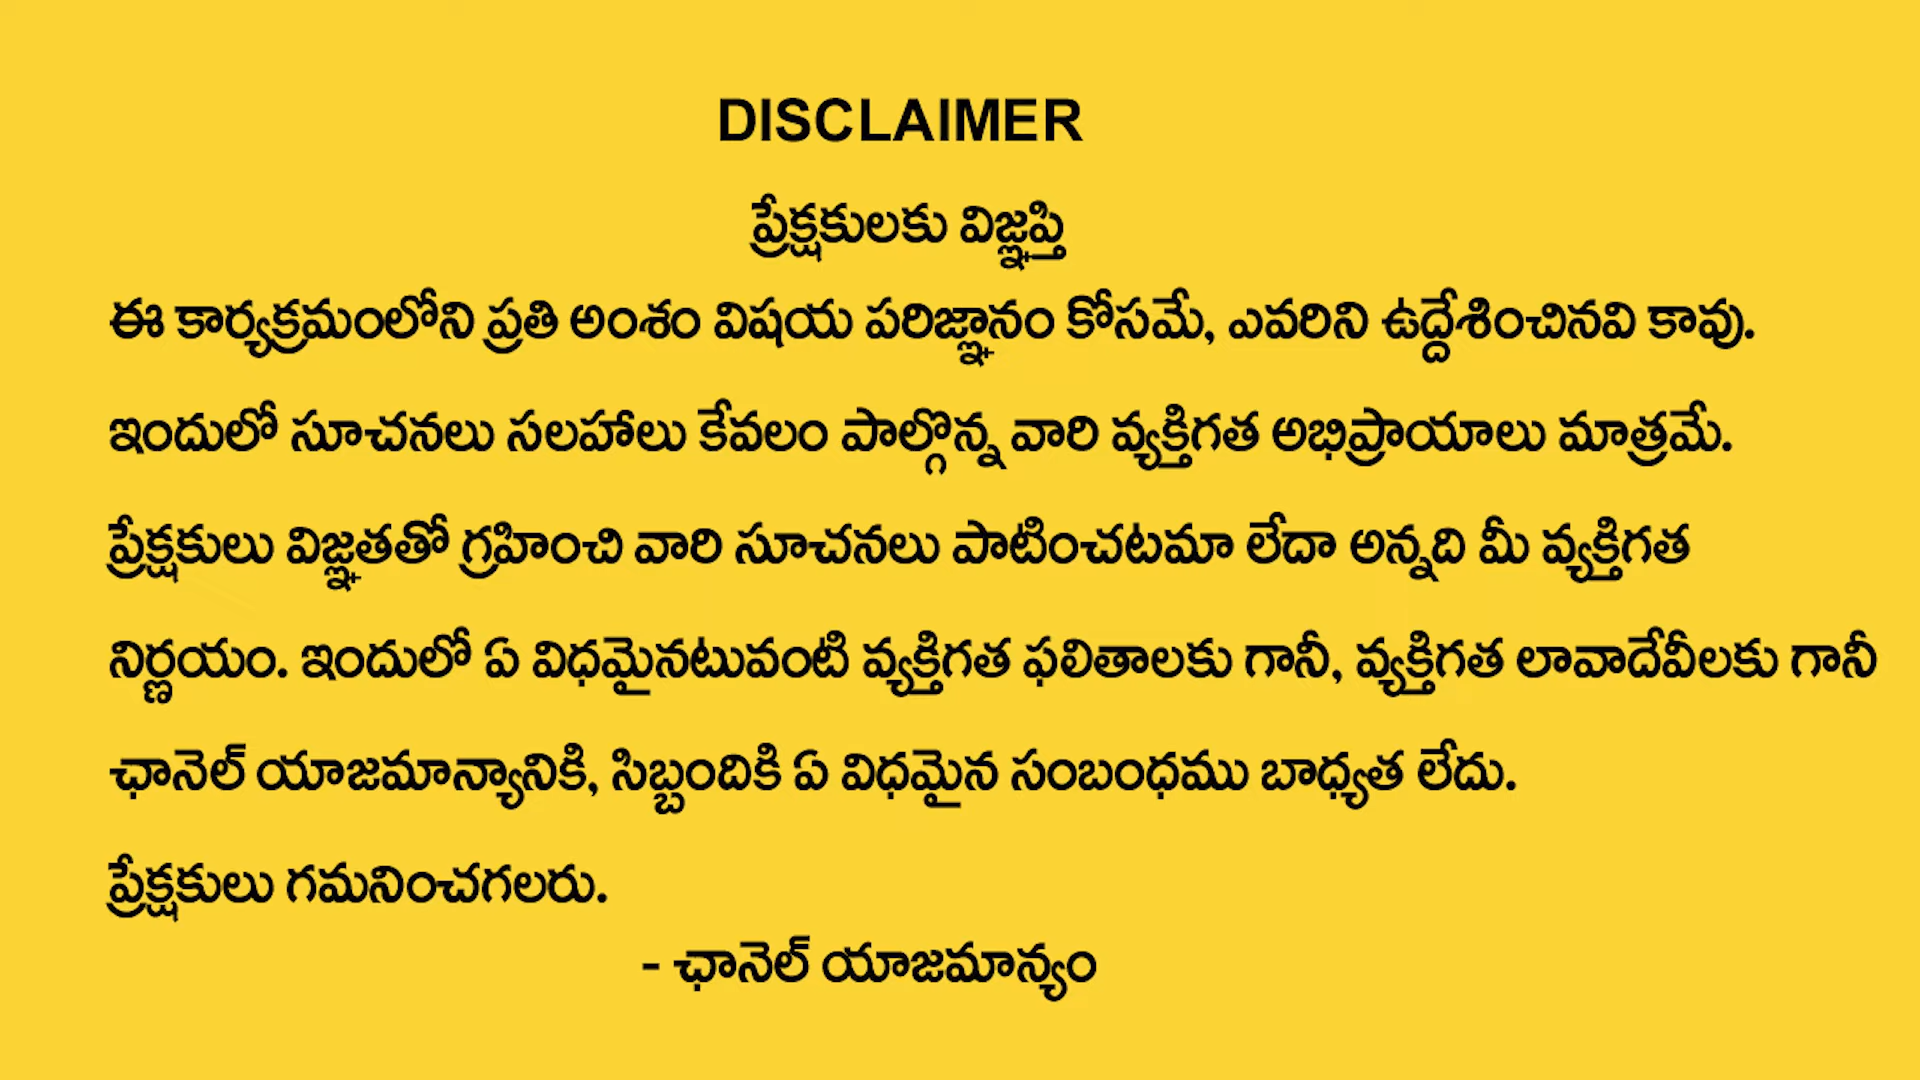 DISCLAIMER
ప్రేక్షకులకు విజ్ఞప్తి
ఈ కార్యక్రమంలోని ప్రతి అంశం విషయ పరిజ్ఞానం కోసమే, ఎవరిని ఉద్దేశించినవి కావు.
ఇందులో సూచనలు సలహాలు కేవలం పాల్గొన్న వారి వ్యక్తిగత అభిప్రాయాలు మాత్రమే.
ప్రేక్షకులు విజ్ఞతతో గ్రహించి వారి సూచనలు పాటించటమా లేదా అన్నది మీ వ్యక్తిగత
నిర్ణయం. ఇందులో ఏ విధమైనటువంటి వ్యక్తిగత ఫలితాలకు గానీ, వ్యక్తిగత లావాదేవీలకు గానీ
ఛానెల్ యాజమాన్యానికి, సిబ్బందికి ఏ విధమైన సంబంధము బాధ్యత లేదు.
ప్రేక్షకులు గమనించగలరు.
- ఛానెల్ యాజమాన్యం